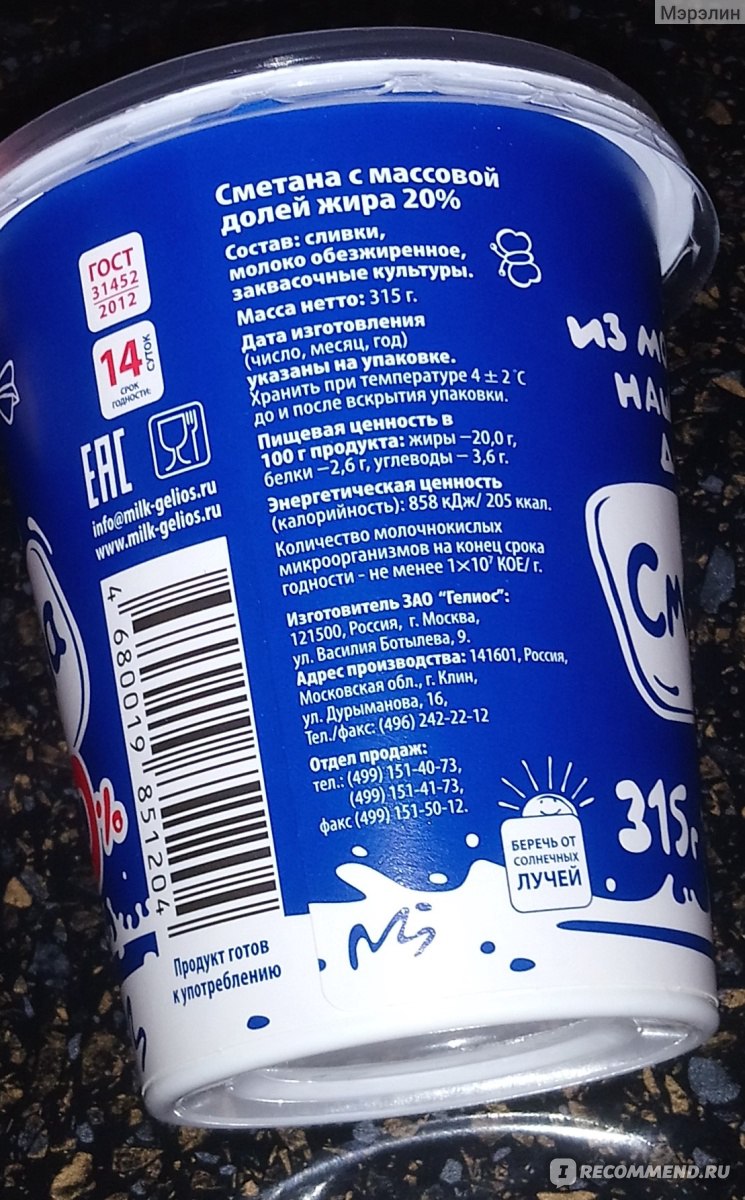 Мэрэлин
Сметана с массовой
долей жира 20%
Состав: сливки,
молоко обезжиренное,
заквасочные культуры.
Масса нетто: 315 г.
Дата изготовления
(число, месяц, год)
указаны на упаковке.
Хранить при температуре 4 ± 2˚С
до и после вскрытия упаковки.
Пищевая ценность в
100 г продукта: жиры –20,0 г,
белки –2,6 г, углеводы – 3,6 г.
Энергетическая ценность
(калорийность): 858 кДж/ 205 ккал.
Количество молочнокислых
микроорганизмов на конец срока
годности - не менее 1×10⁷ КОЕ/ г.
Изготовитель ЗАО "Гелиос":
121500, Россия, г. Москва,
ул. Василия Ботылева, 9.
Адрес производства: 141601, Россия,
Московская обл., г. Клин,
ул. Дурыманова, 16,
Тел./факс: (496) 242-22-12
Отдел продаж:
тел.: (499) 151-40-73,
(499) 151-41-73,
факс (499) 151-50-12.
ГОСТ
31452
2012
14 СУТОК
СРОК
ГОДНОСТИ:
ЕАС
info@milk-gelios.ru
www.milk-gelios.ru
4 680019 851204
Продукт готов
к употреблению
%
ИЗ
315г
БЕРЕЧЬ ОТ
СОЛНЕЧНЫХ
ЛУЧЕЙ
IRECOMMEND.RU